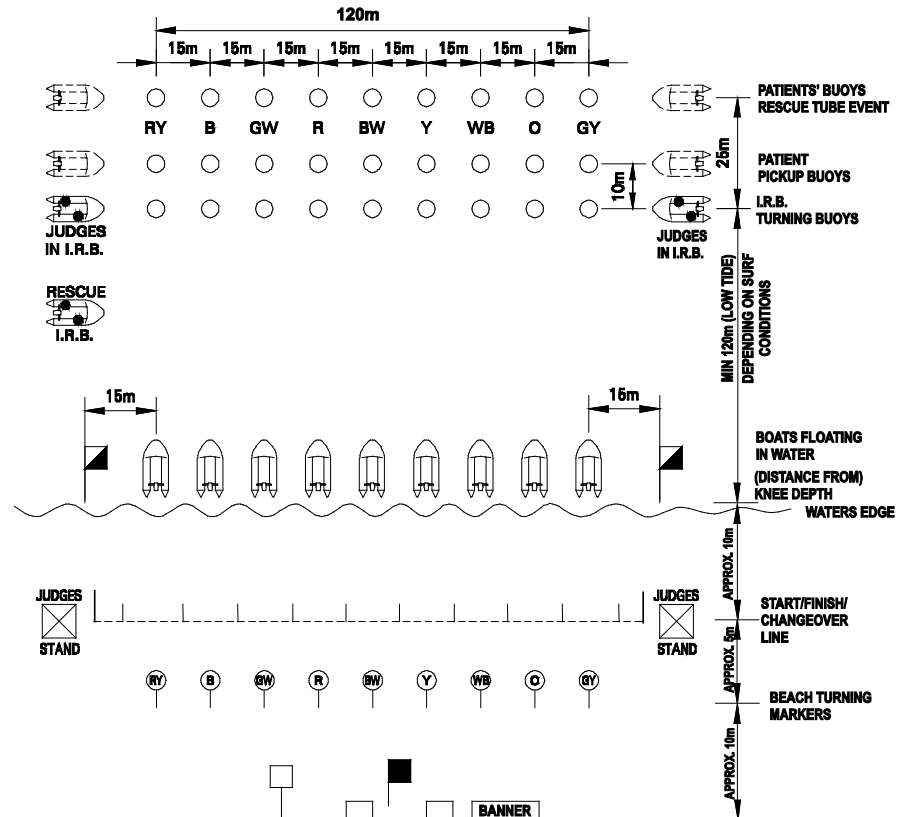 120m
15m 15m 15m 15m 15m 15m 15m 15m
PATIENTS' BUOYS
RESCUE TUBE EVENT
RY B GW R BW Y WB O GY
25m
PATIENT
PICKUP BUOYS
10m
I.R.B.
TURNING BUOYS
JUDGES
IN I.R.B.
JUDGES
IN I.R.B.
RESCUE
I.R.B.
MIN 120m (LOW TIDE)
DEPENDING ON SURF
CONDITIONS
15m
15m
BOATS FLOATING
IN WATER
(DISTANCE FROM)
KNEE DEPTH
WATERS EDGE
APPROX. 10m
JUDGES
STAND
JUDGES
STAND
START/FINISH/
CHANGEOVER
LINE
APPROX. 5m
RY B GW R BW Y WB O GY
BEACH TURNING
MARKERS
APPROX. 10m
BANNER